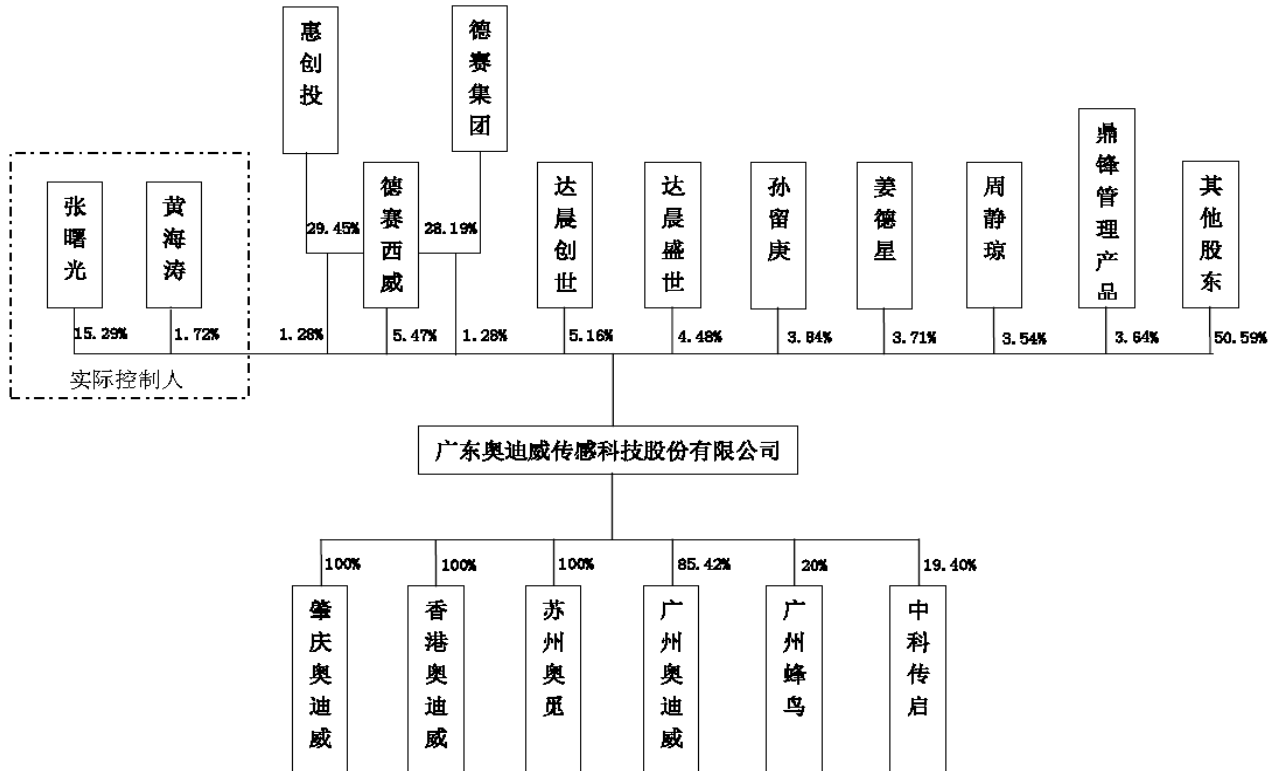 惠创投
德赛集团
张曙光
黄海涛
德赛西威
达晨创世
达晨盛世
孙留庚
姜德星
周静琼
鼎锋管理产品
其他股东
29.45%
28.19%
15.29%
1.72%
1.28%
5.47%
1.28%
5.16%
4.48%
3.84%
3.71%
3.54%
3.64%
50.59%
实际控制人
广东奥迪威传感科技股份有限公司
100%
100%
100%
85.42%
20%
19.40%
肇庆奥迪威
香港奥迪威
苏州奥觅
广州奥迪威
广州蜂鸟
中科传启